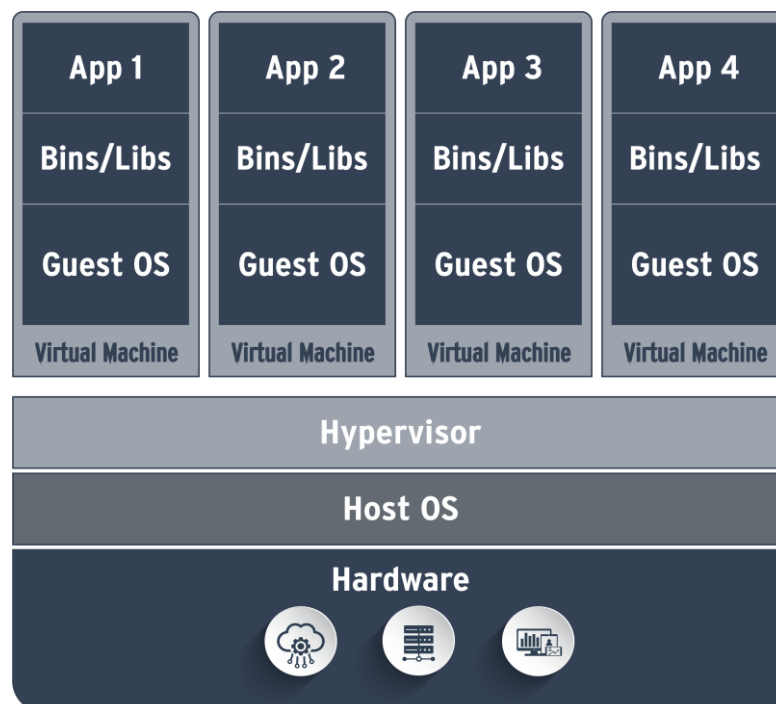 App 1
App 2
App 3
App 4
Bins/Libs
Bins/Libs
Bins/Libs
Bins/Libs
Guest OS
Guest OS
Guest OS
Guest OS
Virtual Machine
Virtual Machine
Virtual Machine
Virtual Machine
Hypervisor
Host OS
Hardware